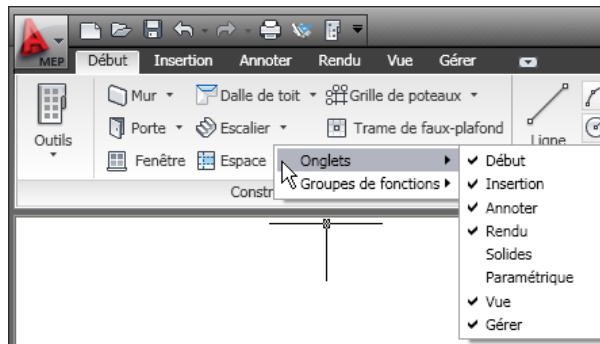 MEP
Début Insertion Annoter Rendu Vue Gérer
Outils
Mur Dalle de toit Grille de poteaux
Porte Escalier Trame de faux-plafond
Fenêtre Espace
Ligne
Constr
Onglets
Groupes de fonctions
Début
Insertion
Annoter
Rendu
Solides
Paramétrique
Vue
Gérer